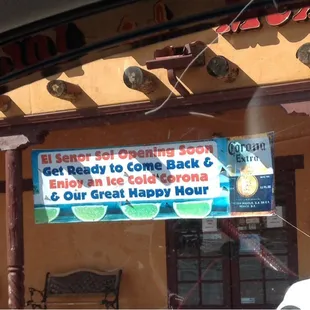 El Senor Sol Opening Soon
Get Ready to Come Back &
Enjoy an Ice Cold Corona
& Our Great Happy Hour
Corona
Extra